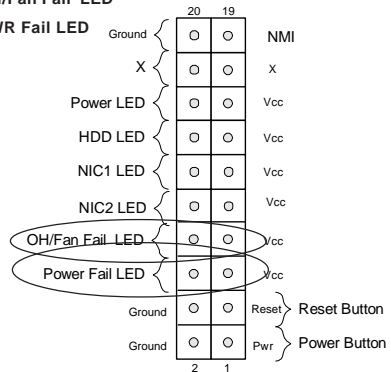 /Fan Fail LED
R Fail LED
20 19
Ground NMI
X X
Power LED Vcc
HDD LED Vcc
NIC1 LED Vcc
NIC2 LED Vcc
OH/Fan Fail LED Vcc
Power Fail LED Vcc
Ground Reset Reset Button
Ground Pwr Power Button
2 1